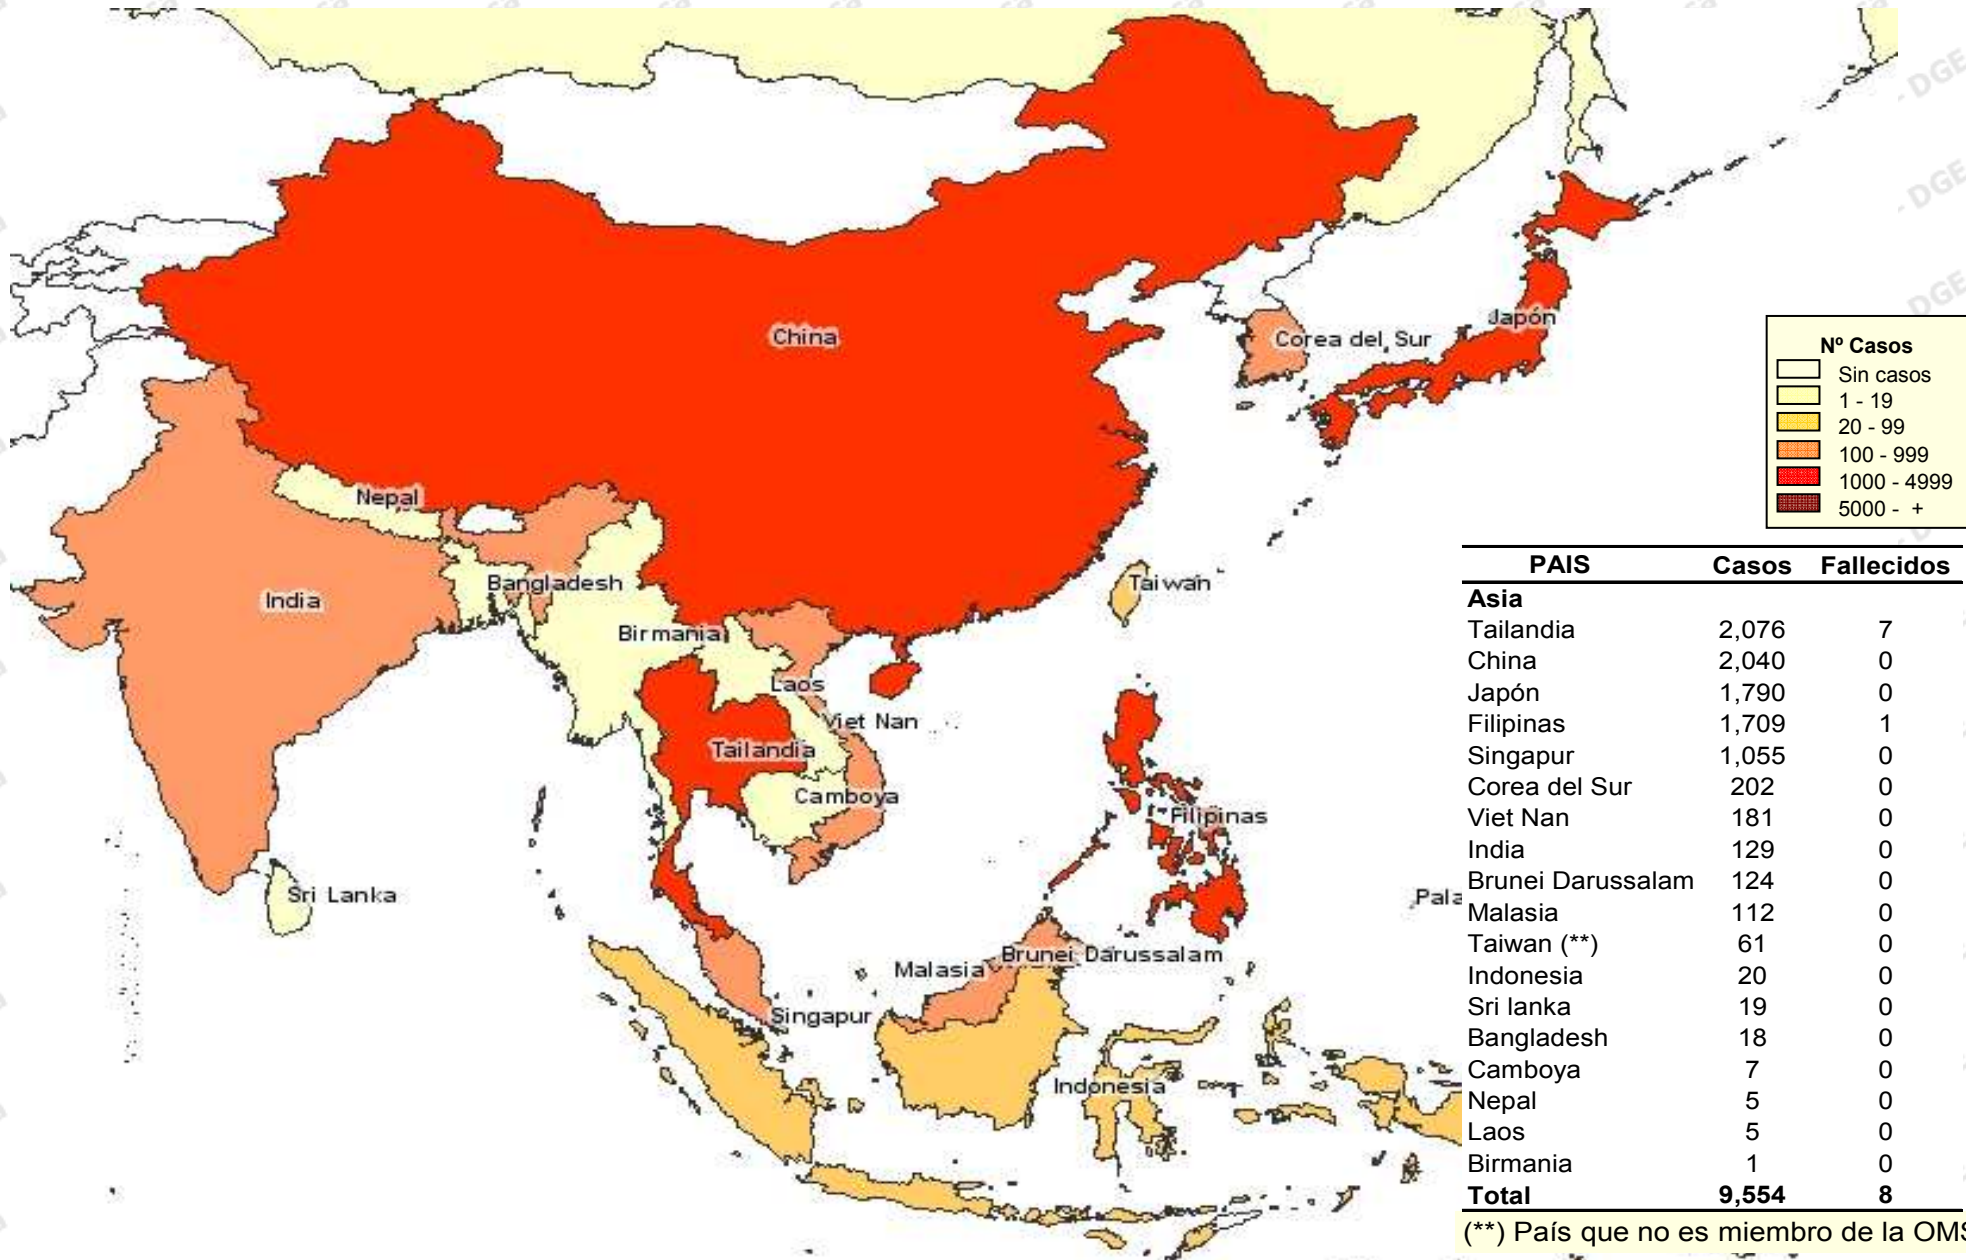 China
Japón
Corea del Sur
Nepal
Bangladesh
India
Taiwan
Birmania
Laos
Viet Nan
Tailandia
Camboya
Filipinas
Sri Lanka
Brunei Darussalam
Malasia
Singapur
Indonesia
Nº Casos
Sin casos
1 - 19
20 - 99
100 - 999
1000 - 4999
5000 - +
PAIS Casos Fallecidos
Asia
Tailandia 2,076 7
China 2,040 0
Japón 1,790 0
Filipinas 1,709 1
Singapur 1,055 0
Corea del Sur 202 0
Viet Nan 181 0
India 129 0
Brunei Darussalam 124 0
Malasia 112 0
Taiwan (**) 61 0
Indonesia 20 0
Sri lanka 19 0
Bangladesh 18 0
Camboya 7 0
Nepal 5 0
Laos 5 0
Birmania 1 0
Total 9,554 8
(**) País que no es miembro de la OMS
- DGE
- DGE
- DGE